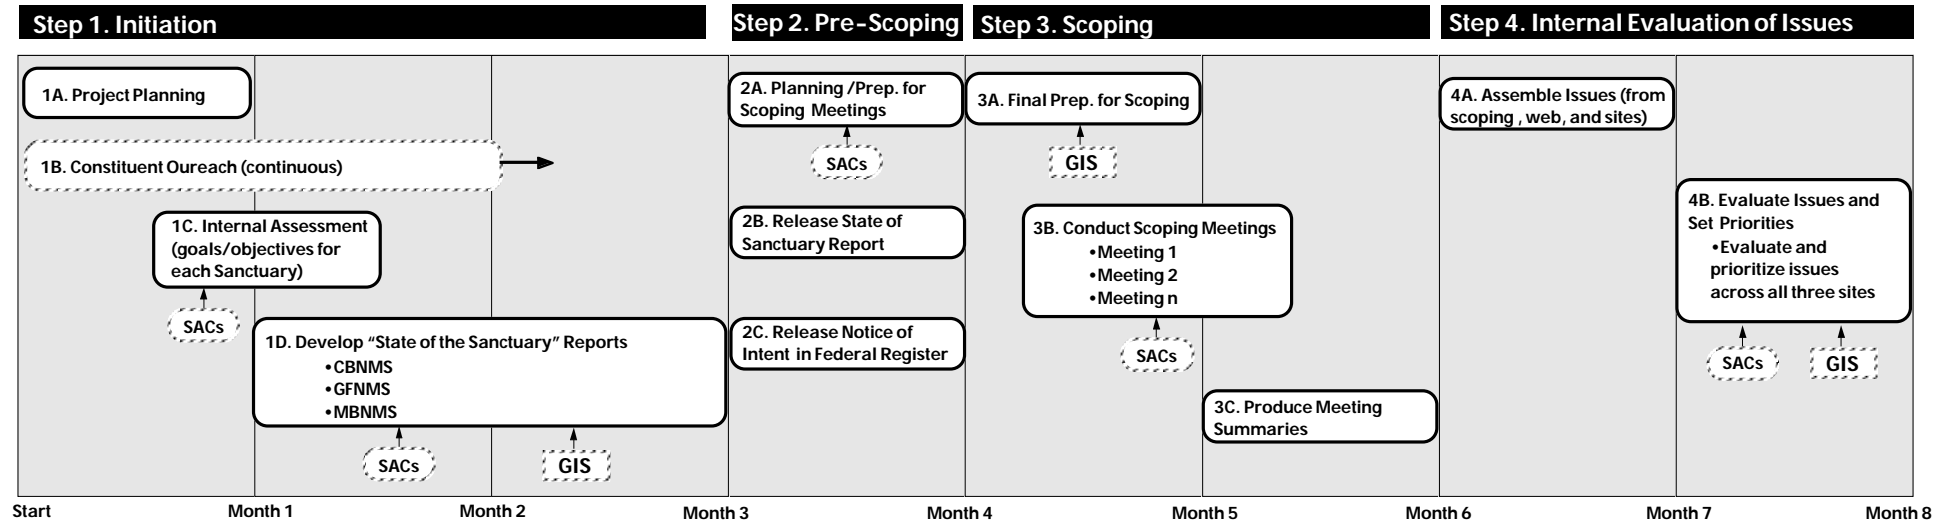 Step 1. Initiation
Step 2. Pre-Scoping
Step 3. Scoping
Step 4. Internal Evaluation of Issues
1A. Project Planning
1B. Constituent Oureach (continuous)
1C. Internal Assessment
(goals/objectives for
each Sanctuary)
SACs
1D. Develop “State of the Sanctuary” Reports
•CBNMS
•GFNMS
•MBNMS
SACs
GIS
2A. Planning /Prep. for
Scoping Meetings
SACs
2B. Release State of
Sanctuary Report
2C. Release Notice of
Intent in Federal Register
3A. Final Prep. for Scoping
GIS
3B. Conduct Scoping Meetings
•Meeting 1
•Meeting 2
•Meeting n
SACs
3C. Produce Meeting
Summaries
4A. Assemble Issues (from
scoping , web, and sites)
4B. Evaluate Issues and
Set Priorities
•Evaluate and
prioritize issues
across all three sites
SACs
GIS
Start
Month 1
Month 2
Month 3
Month 4
Month 5
Month 6
Month 7
Month 8